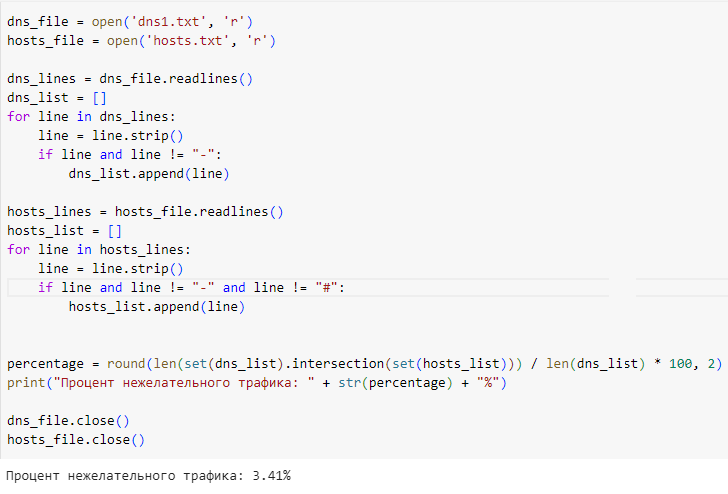 dns_file = open('dns1.txt', 'r')
hosts_file = open('hosts.txt', 'r')
dns_lines = dns_file.readlines()
dns_list = []
for line in dns_lines:
    line = line.strip()
    if line and line != "-":
        dns_list.append(line)
hosts_lines = hosts_file.readlines()
hosts_list = []
for line in hosts_lines:
    line = line.strip()
    if line and line != "-" and line != "#":
        hosts_list.append(line)
percentage = round(len(set(dns_list).intersection(set(hosts_list))) / len(dns_list) * 100, 2)
print("Процент нежелательного трафика: " + str(percentage) + "%")
dns_file.close()
hosts_file.close()
Процент нежелательного трафика: 3.41%